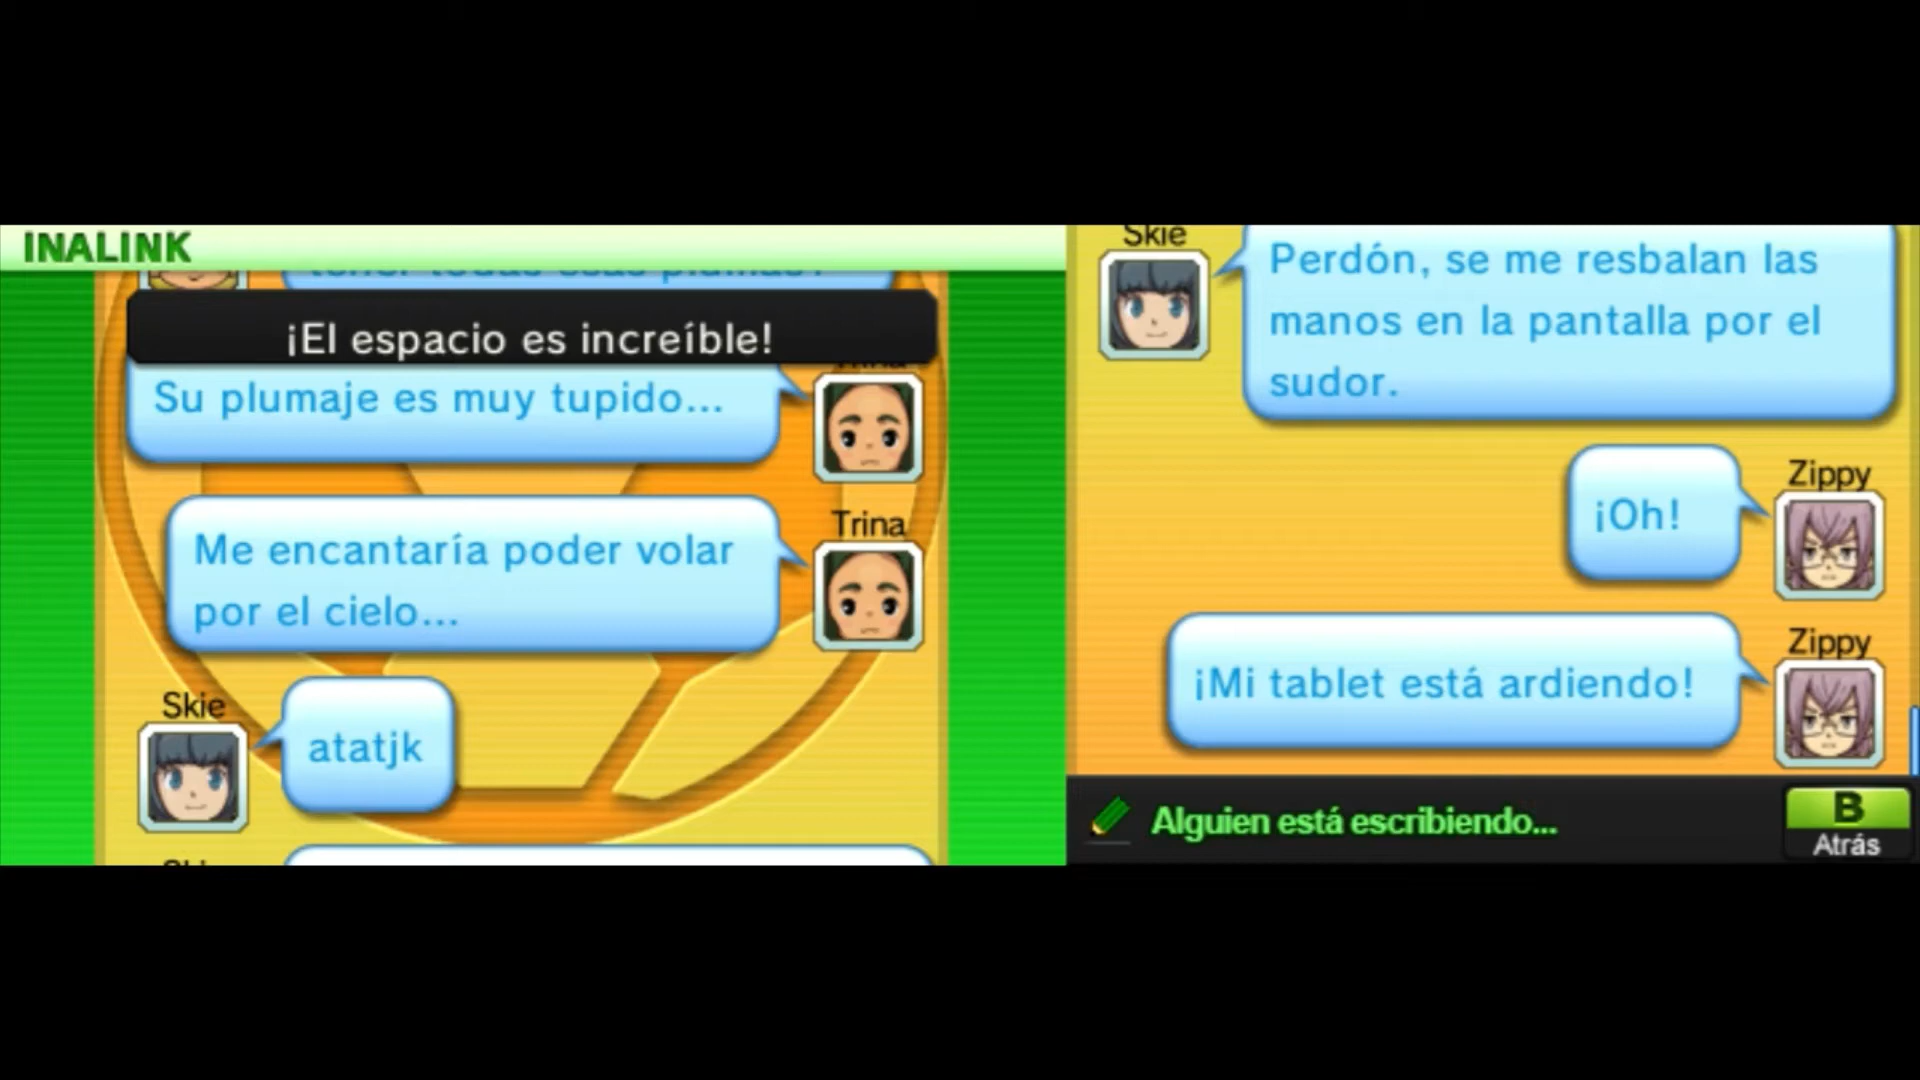 INALINK
¡El espacio es increíble!
Su plumaje es muy tupido...
Trina
Me encantaría poder volar
por el cielo...
Skie
atatjk
Skie
Perdón, se me resbalan las
manos en la pantalla por el
sudor.
Zippy
¡Oh!
Zippy
¡Mi tablet está ardiendo!
Alguien está escribiendo...
B
Atrás